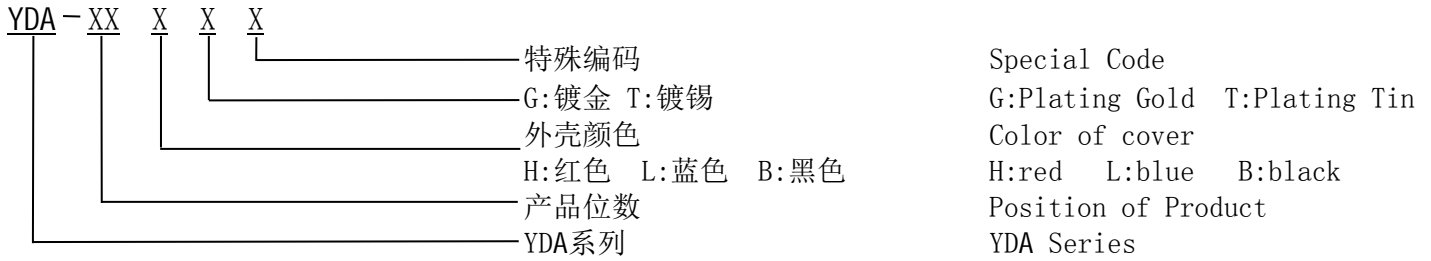 YDA-XX X X X
特殊编码 Special Code
G:镀金 T:镀锡 G:Plating Gold T:Plating Tin
外壳颜色 Color of cover
H:红色 L:蓝色 B:黑色 H:red L:blue B:black
产品位数 Position of Product
YDA系列 YDA Series